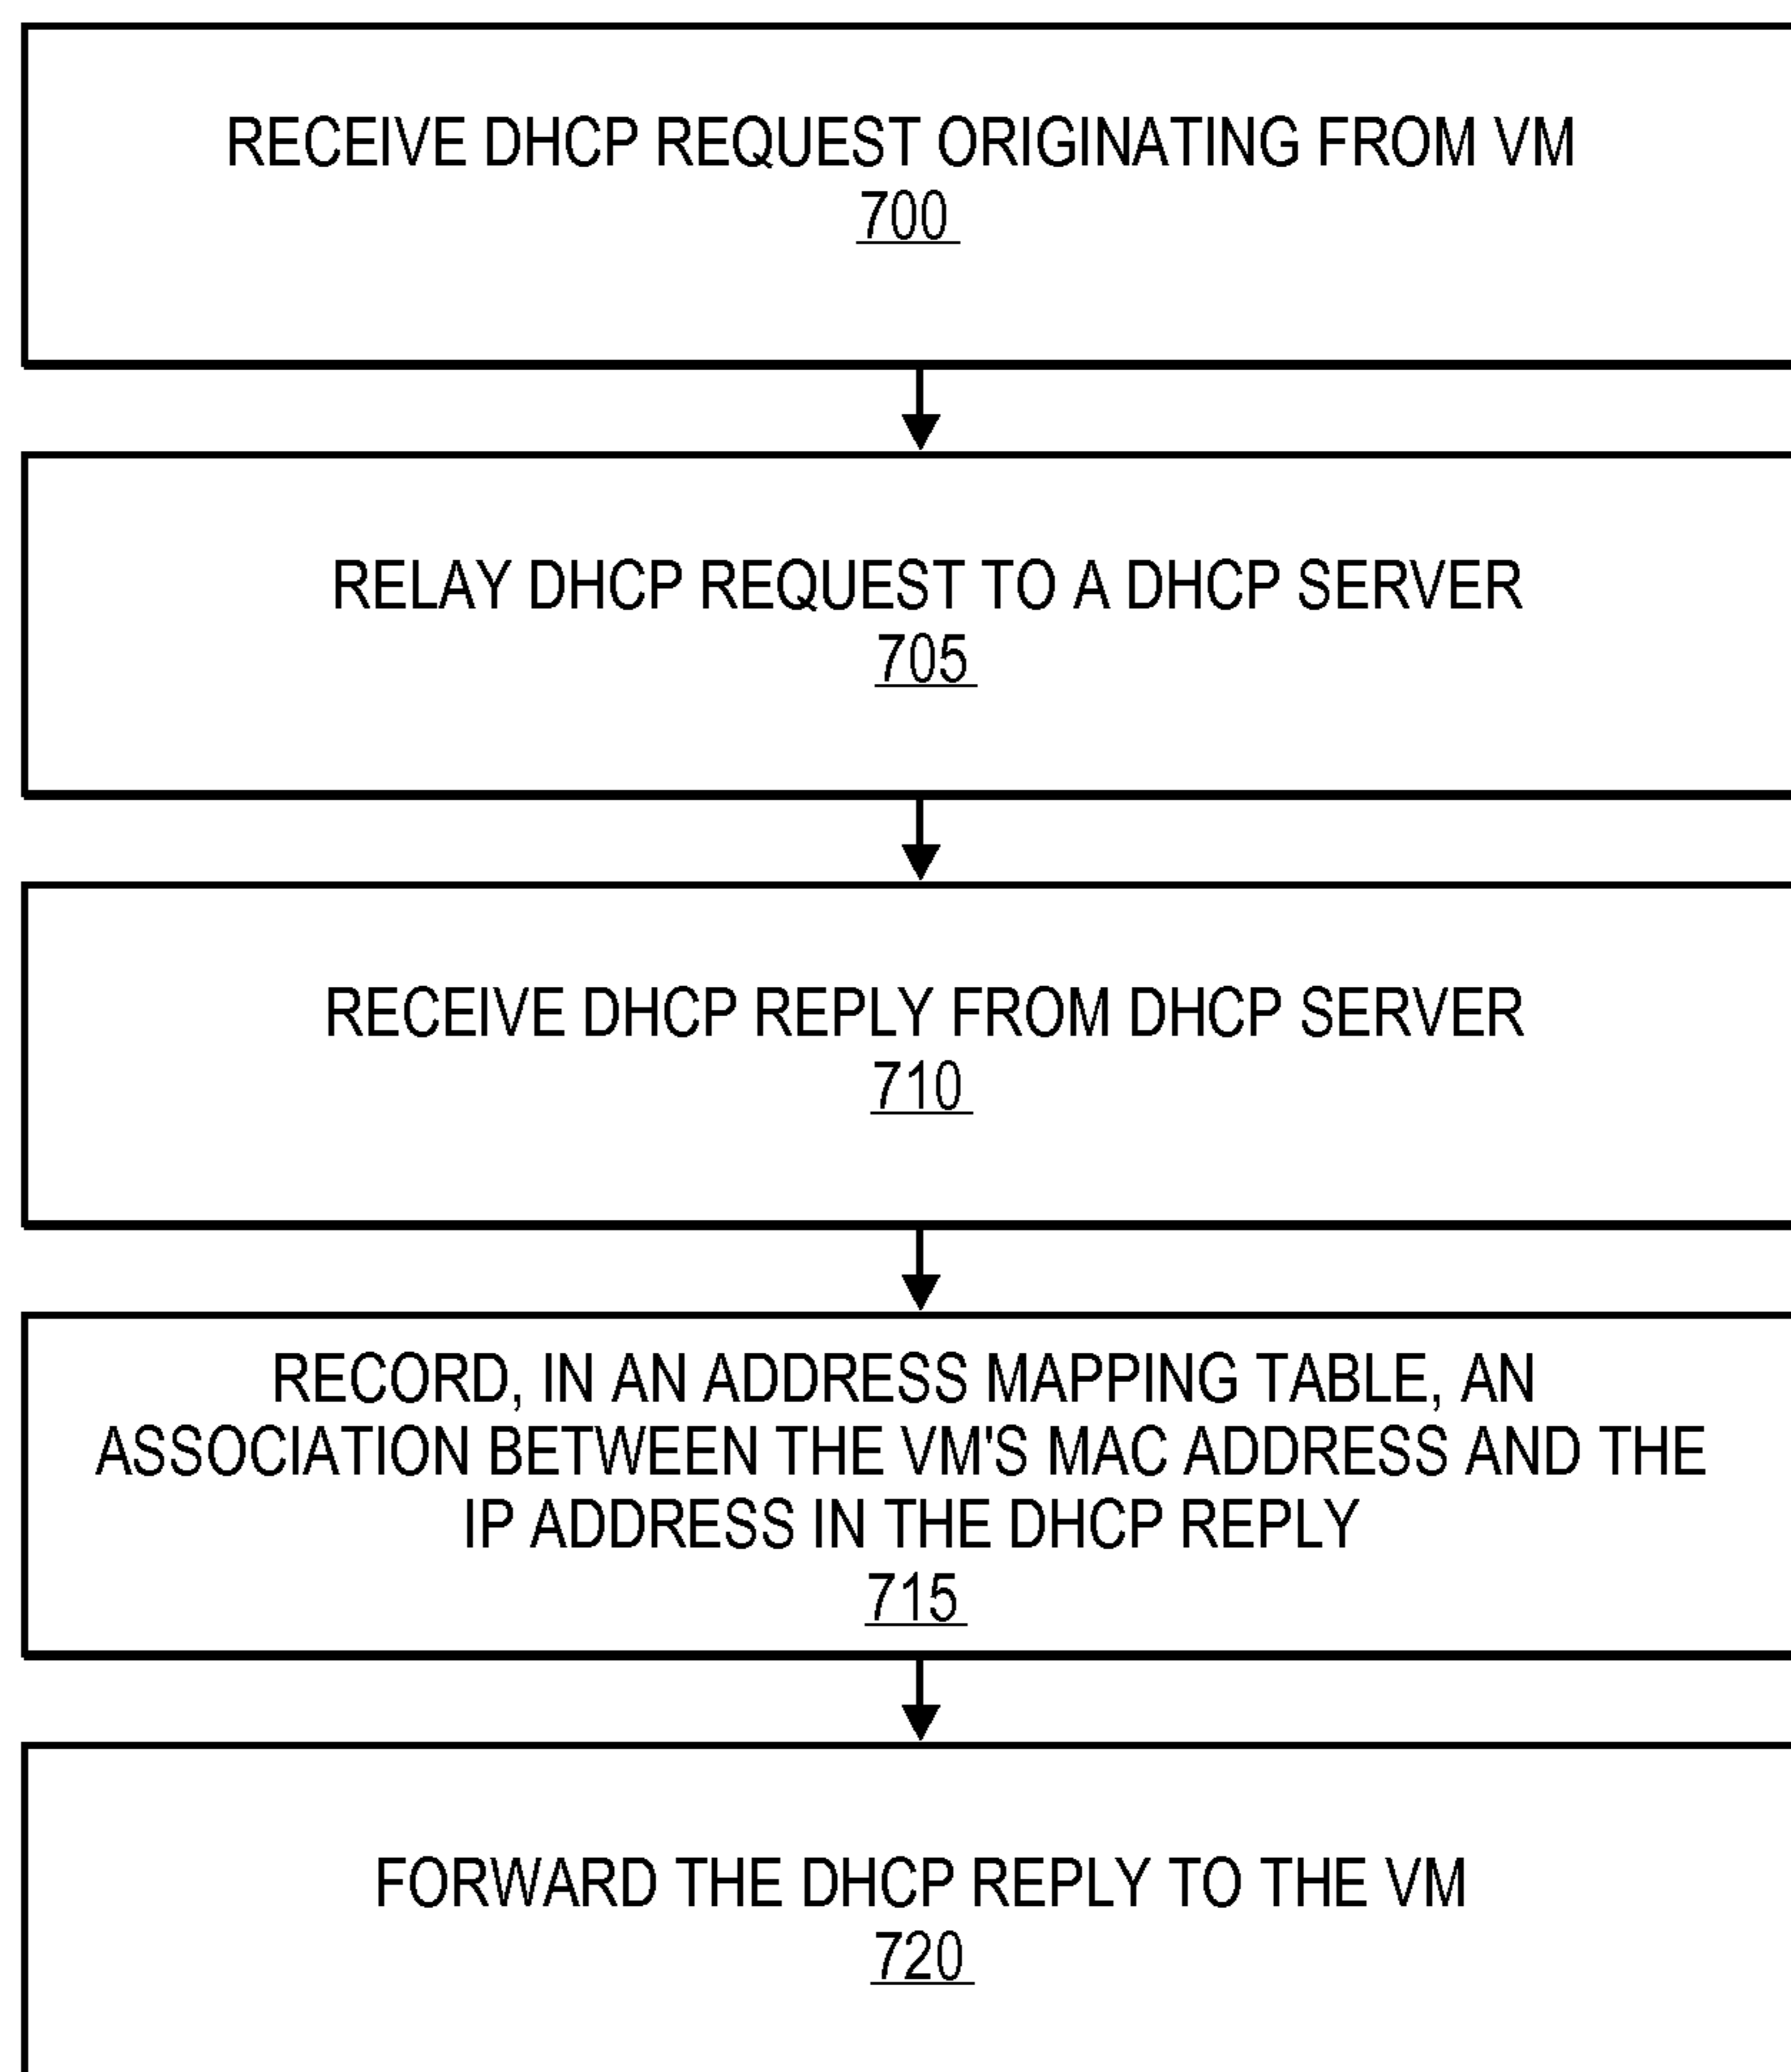 RECEIVE DHCP REQUEST ORIGINATING FROM VM
700
RELAY DHCP REQUEST TO A DHCP SERVER
705
RECEIVE DHCP REPLY FROM DHCP SERVER
710
RECORD, IN AN ADDRESS MAPPING TABLE, AN
ASSOCIATION BETWEEN THE VM'S MAC ADDRESS AND THE
IP ADDRESS IN THE DHCP REPLY
715
FORWARD THE DHCP REPLY TO THE VM
720